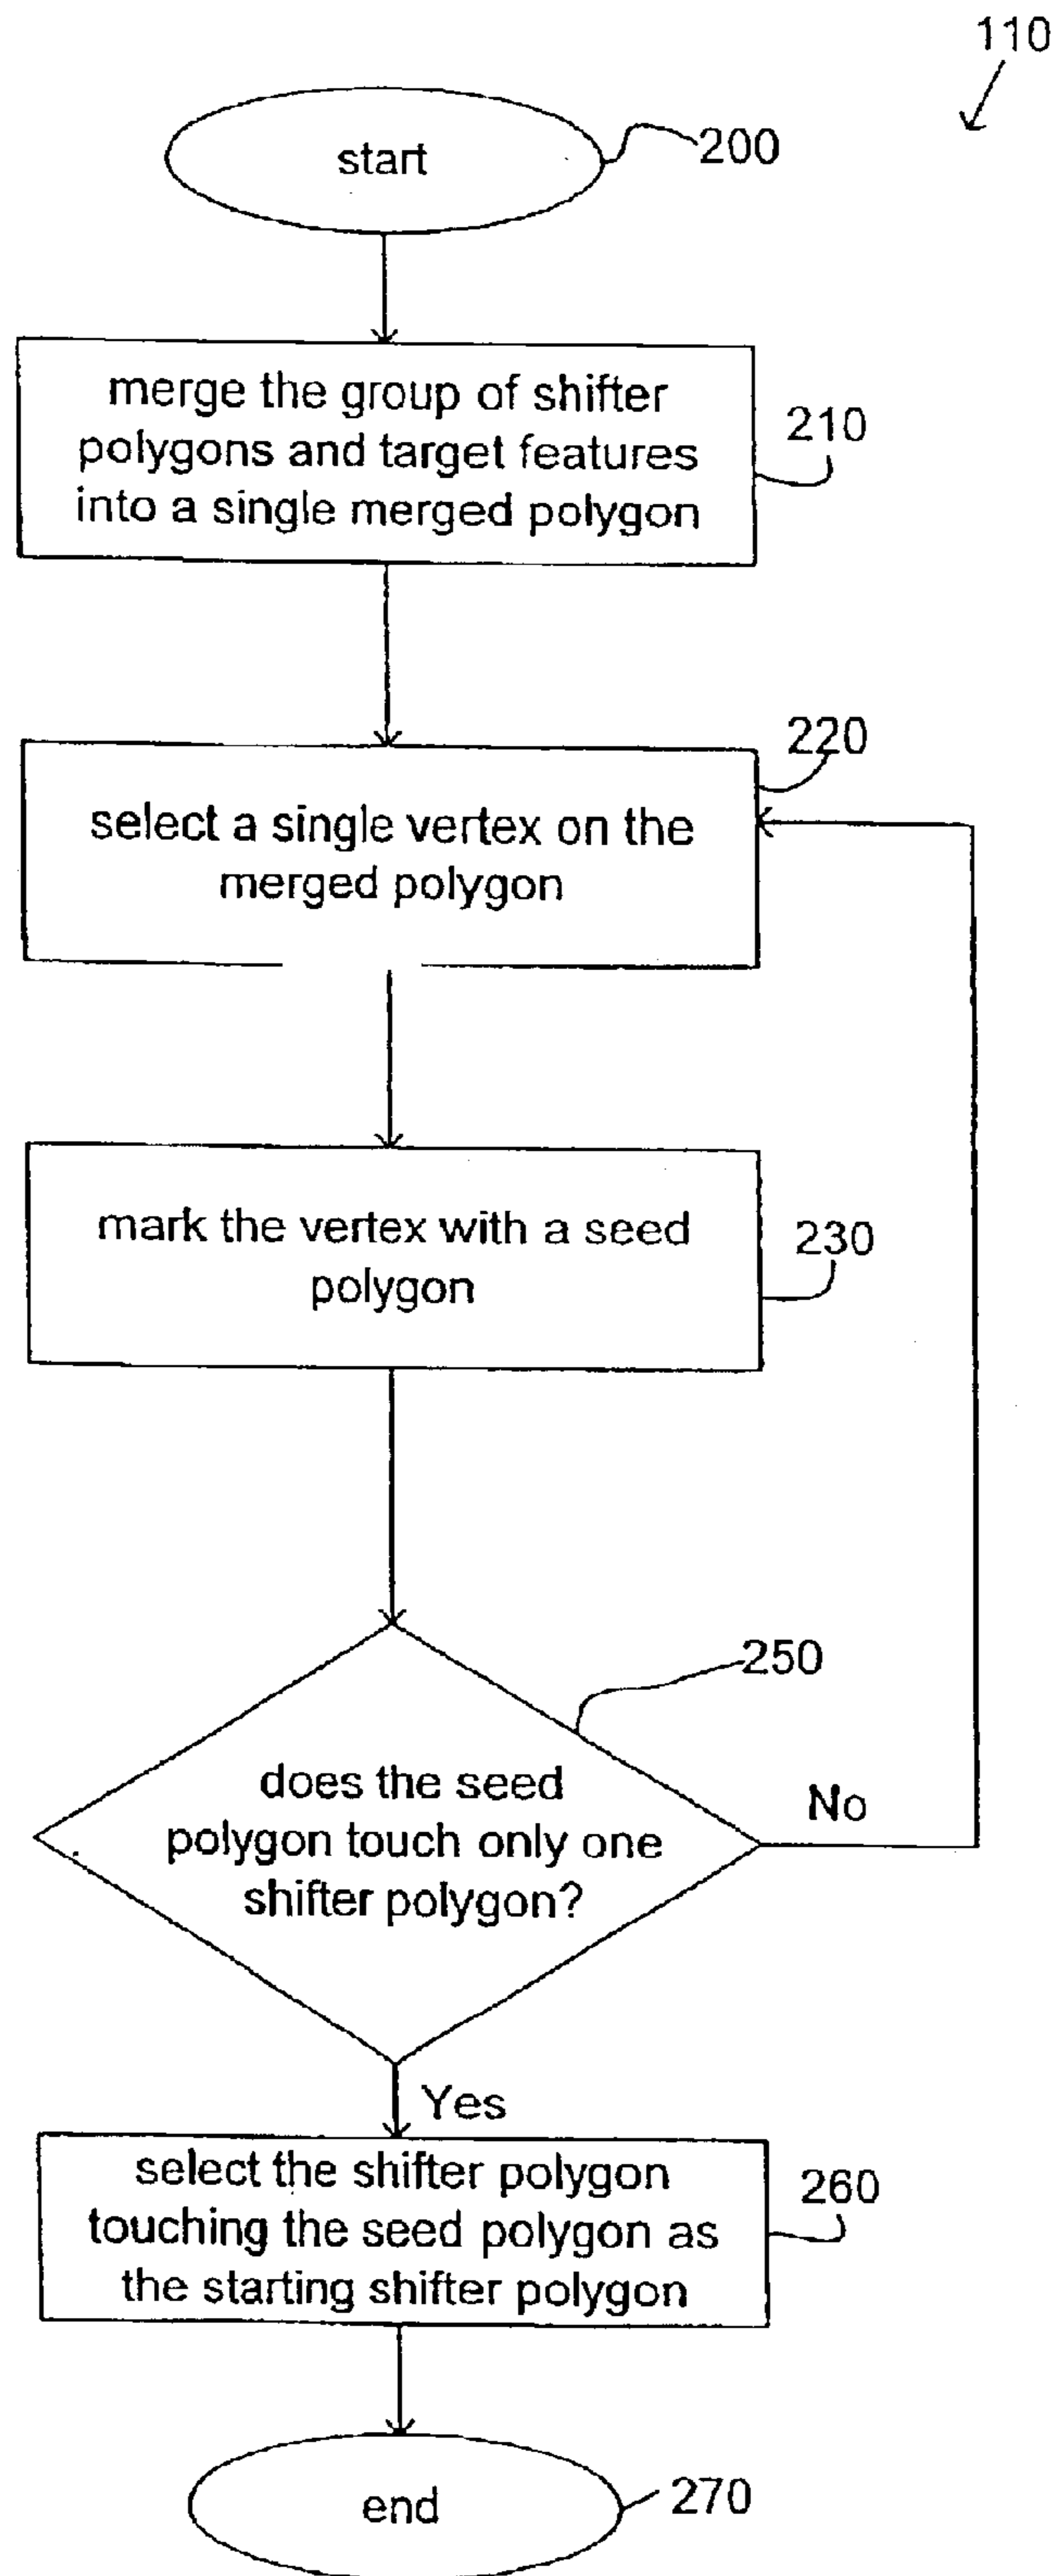 110
start
200
merge the group of shifter
polygons and target features
into a single merged polygon
210
220
select a single vertex on the
merged polygon
mark the vertex with a seed
polygon
230
250
does the seed
polygon touch only one
shifter polygon?
No
Yes
select the shifter polygon
touching the seed polygon as
the starting shifter polygon
260
end
270